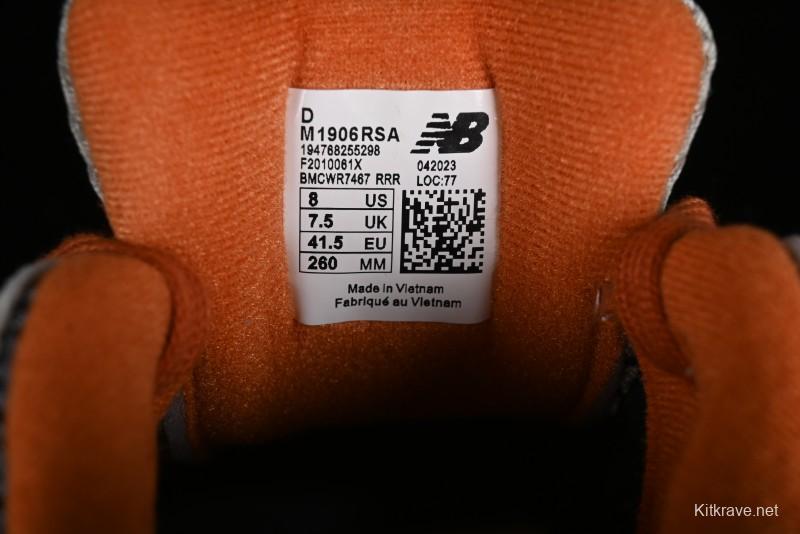 D
M1906RSA
194768255298
F2010061X
BMCWR7467 RRR
NB
042023
LOC:77
8 US
7.5 UK
41.5 EU
260 MM
Made in Vietnam
Fabriqué au Vietnam
Kitkrave.net